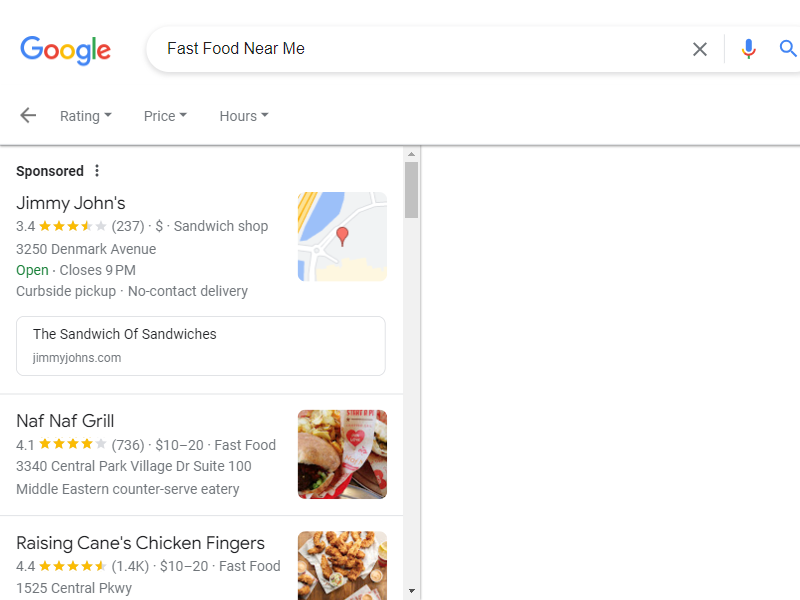 Google
Fast Food Near Me
Rating
Price
Hours
Sponsored
Jimmy John's
3.4 (237) · $ · Sandwich shop
3250 Denmark Avenue
Open · Closes 9 PM
Curbside pickup · No-contact delivery
The Sandwich Of Sandwiches
jimmyjohns.com
Naf Naf Grill
4.1 (736) · $10–20 · Fast Food
3340 Central Park Village Dr Suite 100
Middle Eastern counter-serve eatery
Raising Cane's Chicken Fingers
4.4 (1.4K) · $10–20 · Fast Food
1525 Central Pkwy